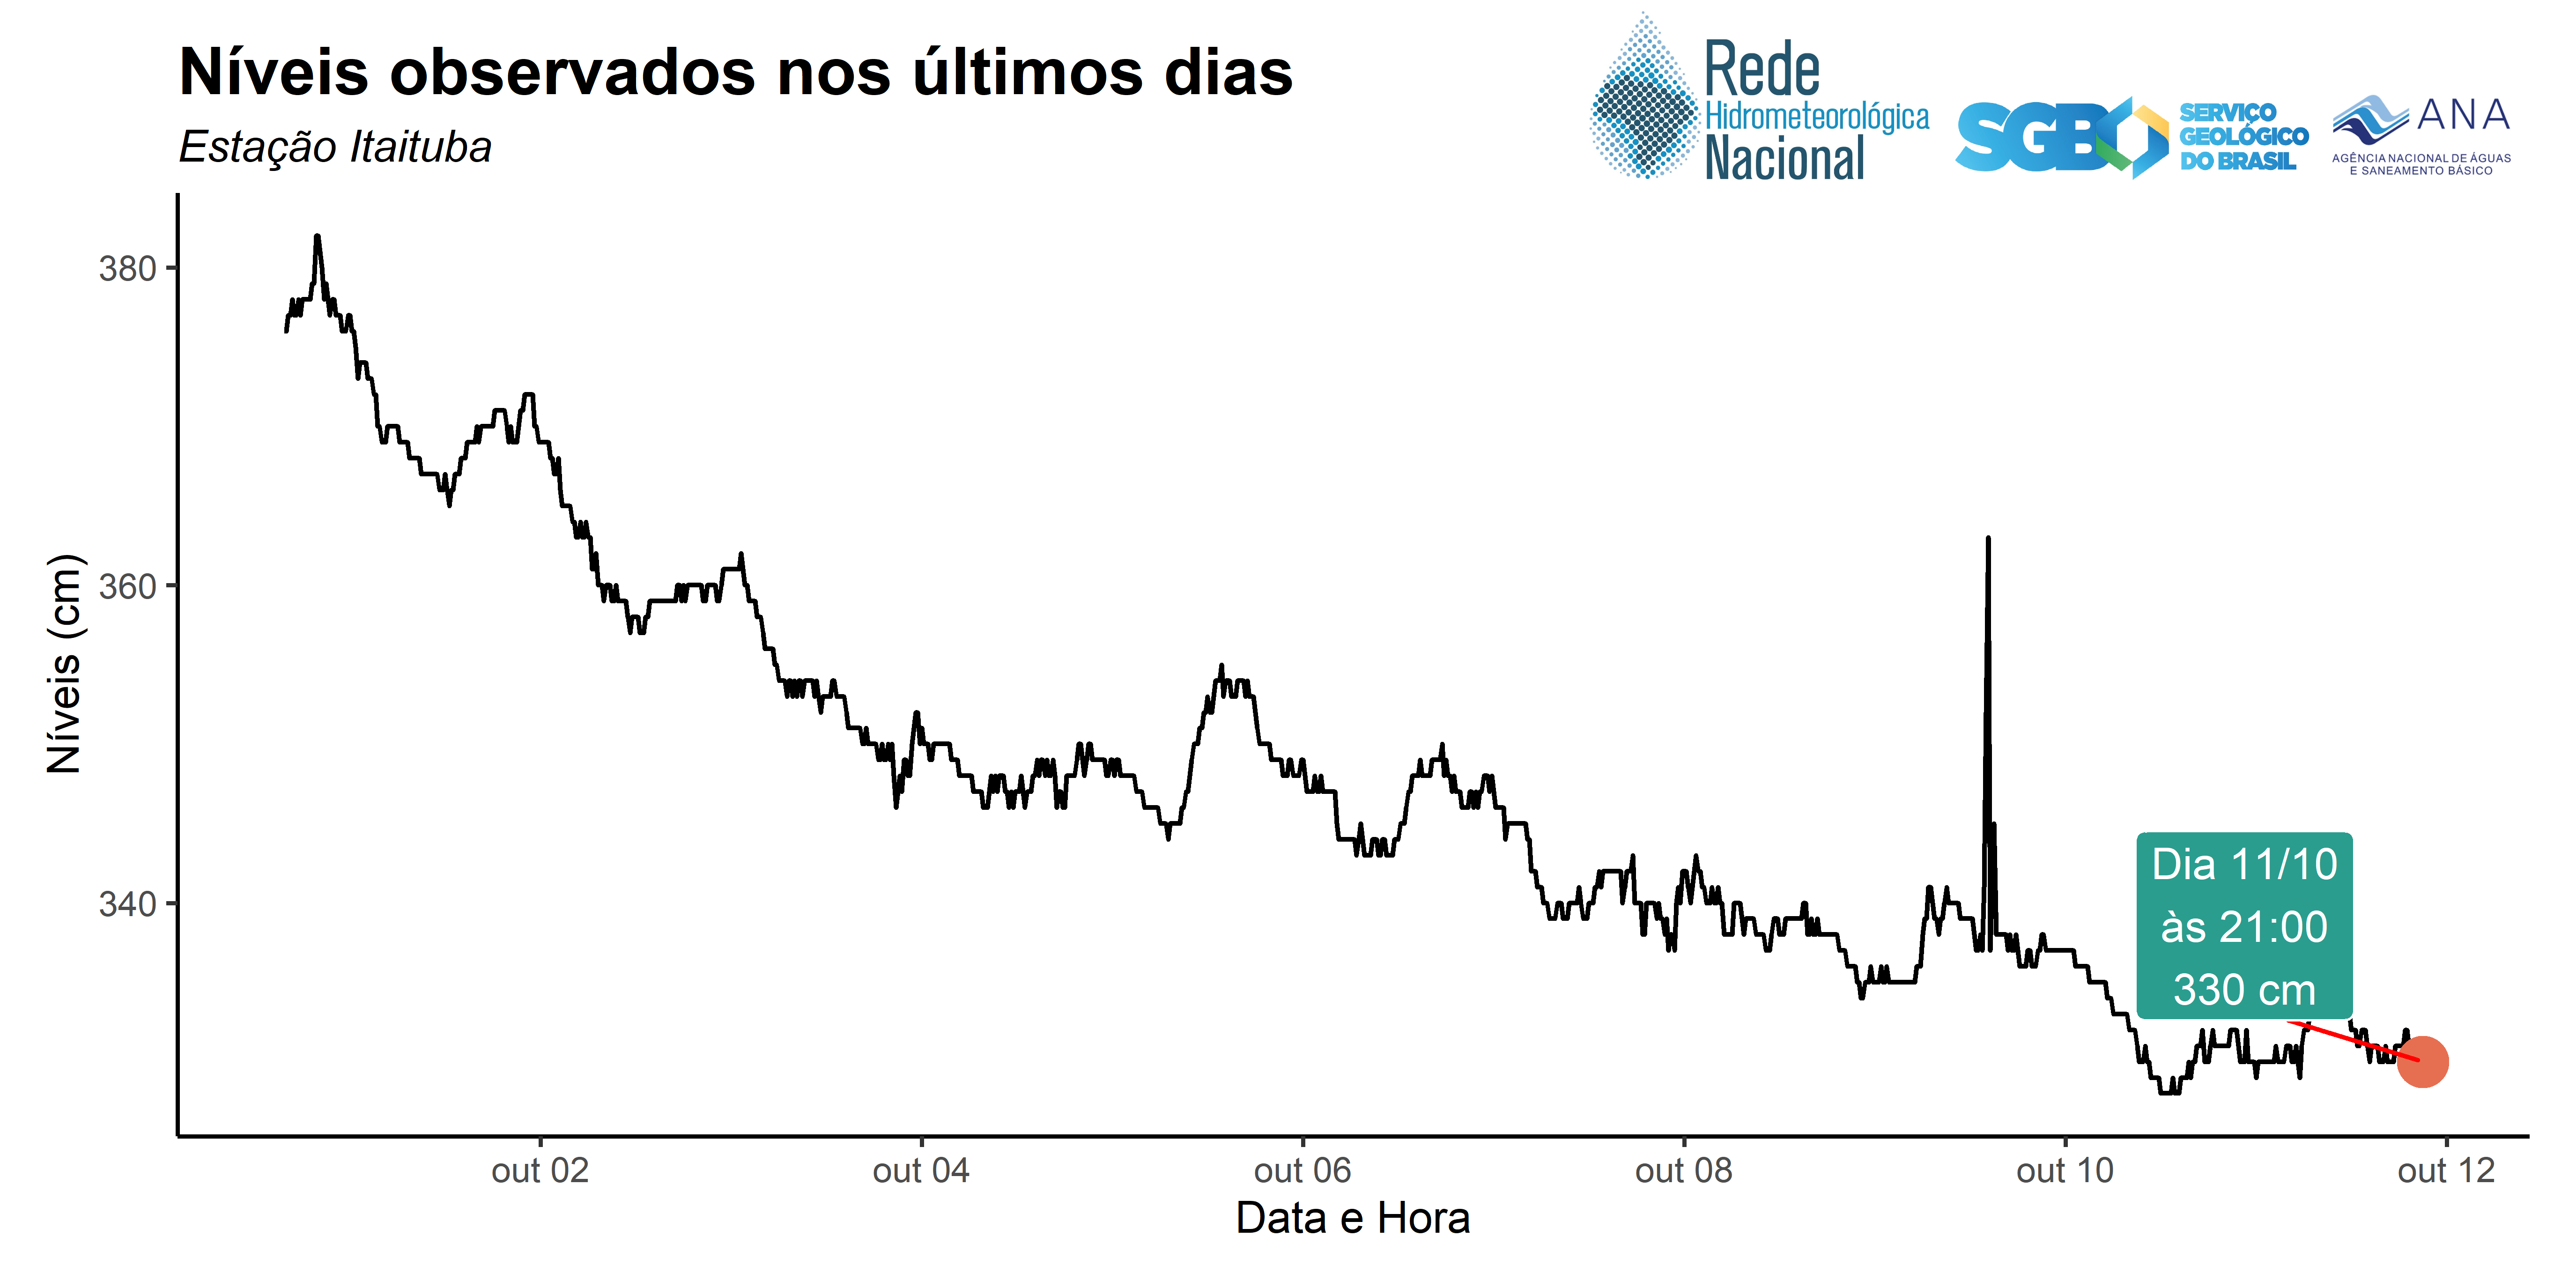 Níveis observados nos últimos dias
Estação Itaituba
Rede
Hidrometeorológica
Nacional
SGB
SERVIÇO
GEOLÓGICO
DO BRASIL
ANA
AGÊNCIA NACIONAL DE ÁGUAS
E SANEAMENTO BÁSICO
Níveis (cm)
380
360
340
Dia 11/10
às 21:00
330 cm
out 02
out 04
out 06
out 08
out 10
out 12
Data e Hora